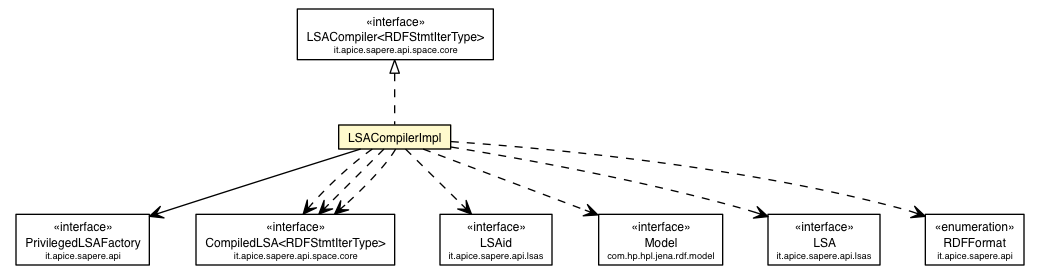 «interface»
LSACompiler<RDFStmtIterType>
it.apice.sapere.api.space.core
LSACompilerImpl
«interface»
PrivilegedLSAFactory
it.apice.sapere.api
«interface»
CompiledLSA<RDFStmtIterType>
it.apice.sapere.api.space.core
«interface»
LSAid
it.apice.sapere.api.lsas
«interface»
Model
com.hp.hpl.jena.rdf.model
«interface»
LSA
it.apice.sapere.api.lsas
«enumeration»
RDFFormat
it.apice.sapere.api